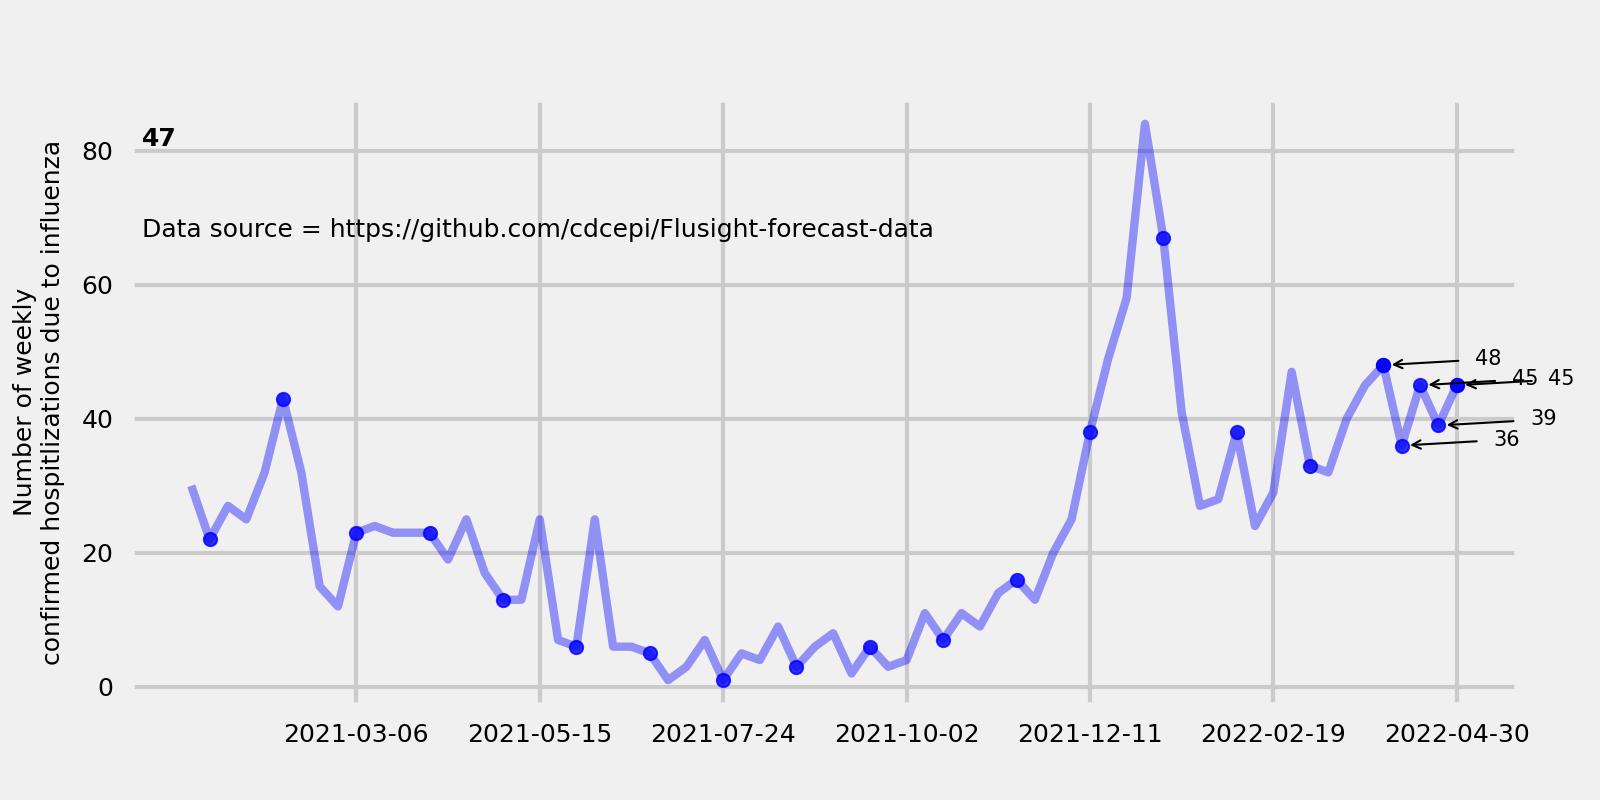 47
Data source = https://github.com/cdcepi/Flusight-forecast-data
Number of weekly
confirmed hospitlizations due to influenza
80
60
40
20
0
48
45 45
39
36
2021-03-06 2021-05-15 2021-07-24 2021-10-02 2021-12-11 2022-02-19 2022-04-30